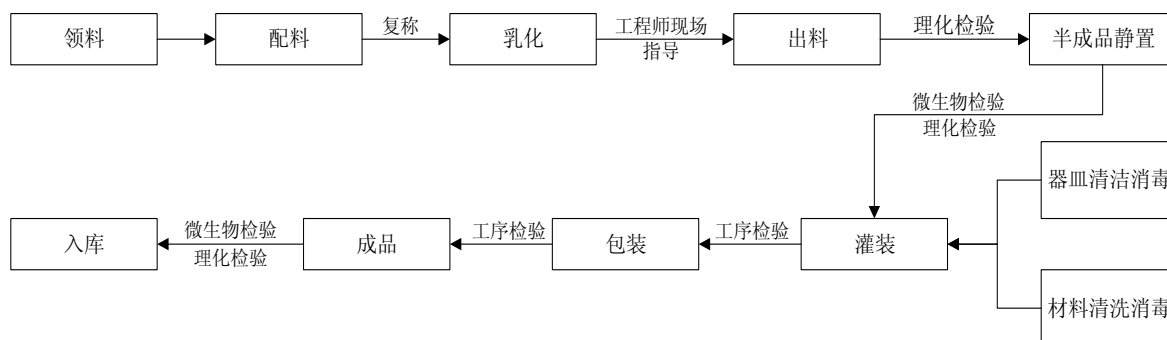 领料
配料
复称
乳化
工程师现场
指导
出料
理化检验
半成品静置
微生物检验
理化检验
器皿清洁消毒
材料清洗消毒
灌装
工序检验
包装
工序检验
成品
微生物检验
理化检验
入库